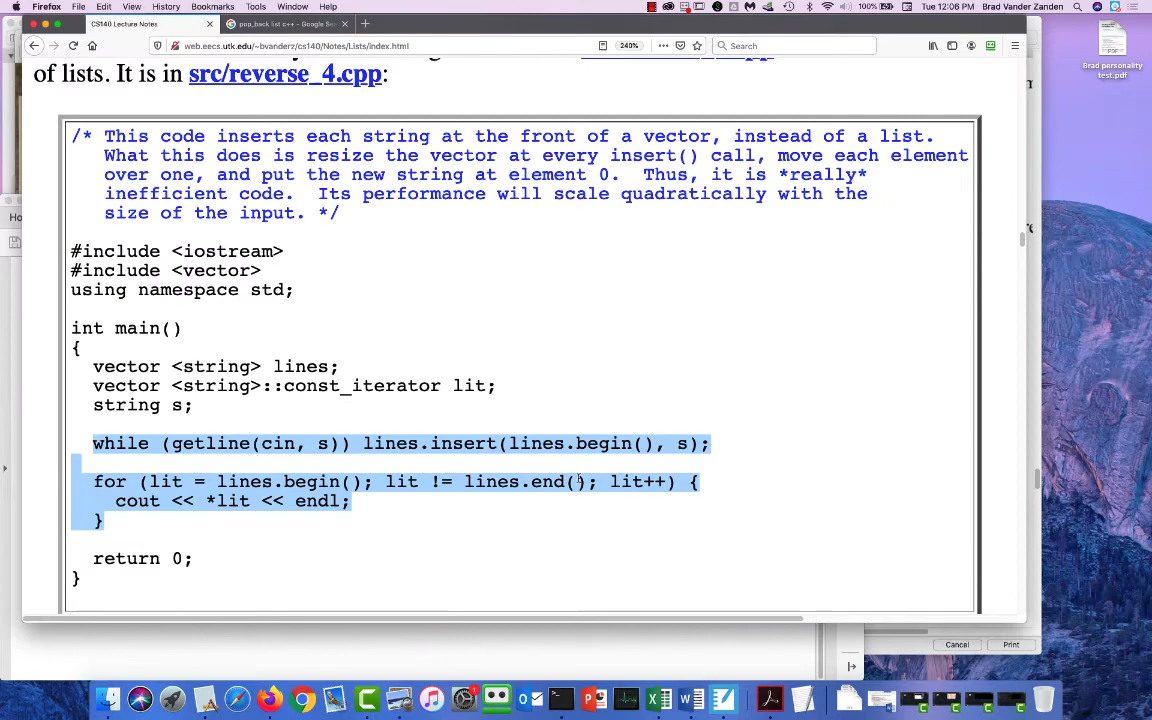 Firefox File Edit View History Bookmarks Tools Window Help 100% Tue 12:06 PM Brad Vander Zanden
CS140 Lecture Notes × pop_back list c++ - Google Se × +
web.eecs.utk.edu/~bvanderz/cs140/Notes/Lists/index.html 240% Search
Brad personality
test.pdf
of lists. It is in src/reverse_4.cpp:
/* This code inserts each string at the front of a vector, instead of a list.
What this does is resize the vector at every insert() call, move each element
over one, and put the new string at element 0. Thus, it is *really*
inefficient code. Its performance will scale quadratically with the
size of the input. */
Ho
#include <iostream>
#include <vector>
using namespace std;
int main()
{
vector <string> lines;
vector <string>::const_iterator lit;
string s;
while (getline(cin, s)) lines.insert(lines.begin(), s);
for (lit = lines.begin(); lit != lines.end(); lit++) {
cout << *lit << endl;
}
return 0;
}
Cancel Print